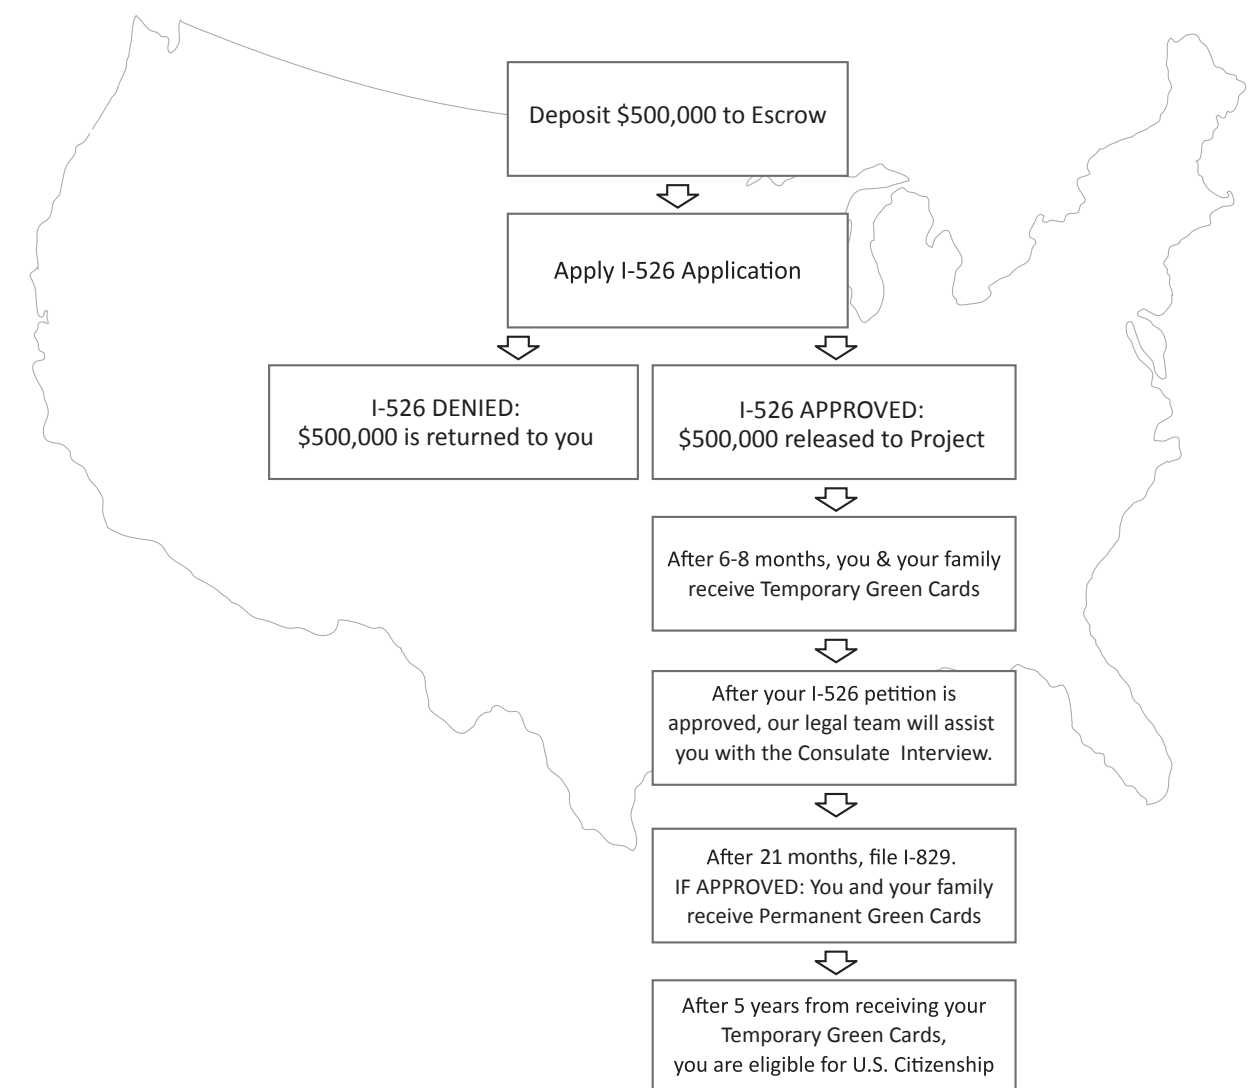 Deposit $500,000 to Escrow
Apply I-526 Application
I-526 DENIED:
$500,000 is returned to you
I-526 APPROVED:
$500,000 released to Project
After 6-8 months, you & your family
receive Temporary Green Cards
After your I-526 petition is
approved, our legal team will assist
you with the Consulate Interview.
After 21 months, file I-829.
IF APPROVED: You and your family
receive Permanent Green Cards
After 5 years from receiving your
Temporary Green Cards,
you are eligible for U.S. Citizenship